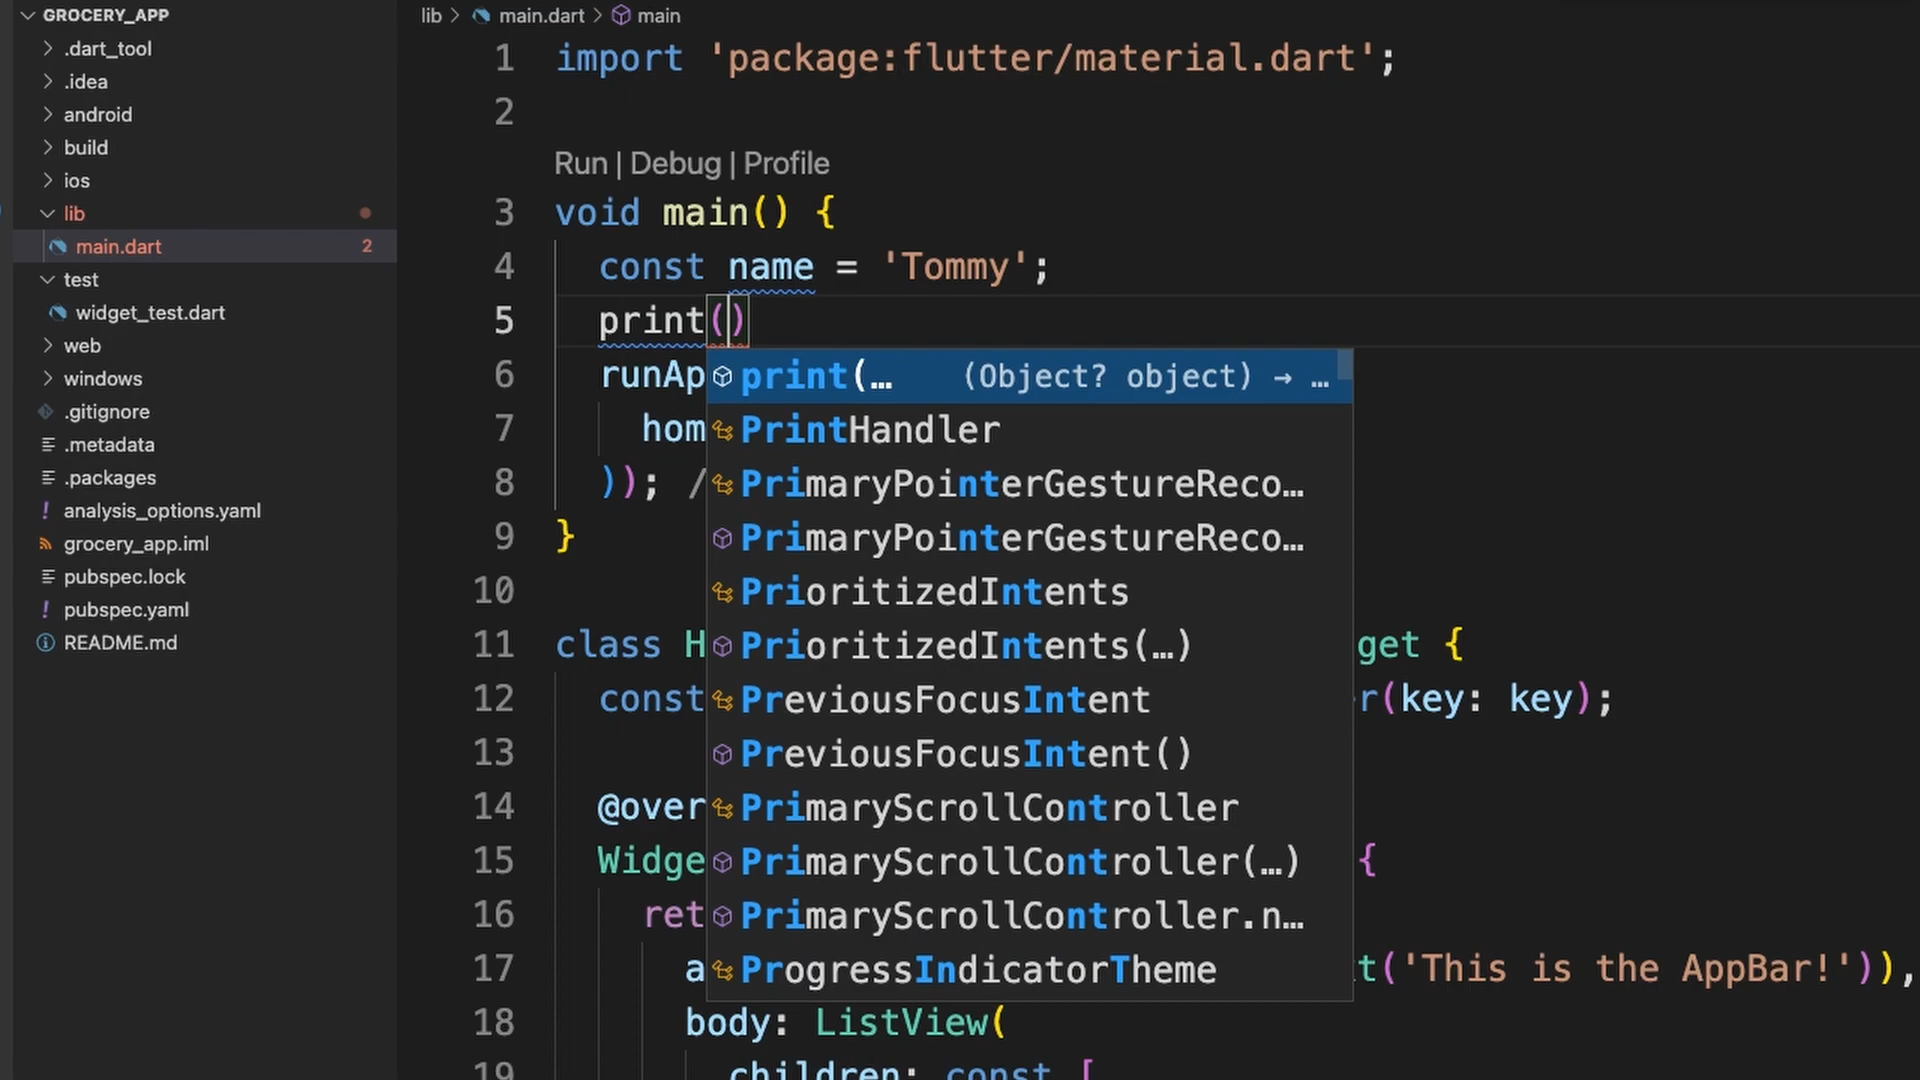 GROCERY_APP
.dart_tool
.idea
android
build
ios
lib
main.dart 2
test
widget_test.dart
web
windows
.gitignore
.metadata
.packages
analysis_options.yaml
grocery_app.iml
pubspec.lock
pubspec.yaml
README.md
lib > main.dart > main
1 import 'package:flutter/material.dart';
2
Run | Debug | Profile
3 void main() {
4 const name = 'Tommy';
5 print()
6 runAp
7 hom
8 )); /
9 }
10
11 class H get {
12 const r(key: key);
13
14 @over
15 Widge {
16 ret
17 a t('This is the AppBar!')),
18 body: ListView(
19 children: const [
print(… (Object? object) → …
PrintHandler
PrimaryPointerGestureReco…
PrimaryPointerGestureReco…
PrioritizedIntents
PrioritizedIntents(…)
PreviousFocusIntent
PreviousFocusIntent()
PrimaryScrollController
PrimaryScrollController(…)
PrimaryScrollController.n…
ProgressIndicatorTheme